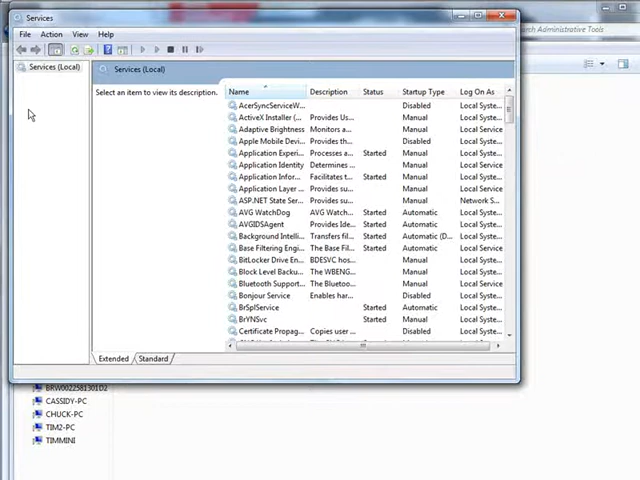 Services
File Action View Help
Services (Local)
Services (Local)
Select an item to view its description.
Name Description Status Startup Type Log On As
AcerSyncServiceW... Disabled Local Syste...
ActiveX Installer (... Provides Us... Manual Local Syste...
Adaptive Brightness Monitors a... Manual Local Service
Apple Mobile Devi... Provides th... Disabled Local Syste...
Application Experi... Processes a... Started Manual Local Syste...
Application Identity Determines ... Manual Local Service
Application Infor... Facilitates t... Started Manual Local Syste...
Application Layer ... Provides su... Manual Local Service
ASP.NET State Ser... Provides su... Manual Network S...
AVG WatchDog AVG Watch... Started Automatic Local Syste...
AVGIDSAgent Provides Ide... Started Automatic Local Syste...
Background Intelli... Transfers fil... Started Automatic (D... Local Syste...
Base Filtering Engi... The Base Fil... Started Automatic Local Service
BitLocker Drive En... BDESVC hos... Manual Local Syste...
Block Level Backu... The WBENG... Manual Local Syste...
Bluetooth Support... The Bluetoo... Manual Local Service
Bonjour Service Enables har... Disabled Local Syste...
BrSplService Started Automatic Local Syste...
BrYNSvc Started Manual Local Syste...
Certificate Propag... Copies user ... Disabled Local Syste...
Extended Standard
arch Administrative Tools
BRW0022581301D2
CASSIDY-PC
CHUCK-PC
TIM2-PC
TIMMINI